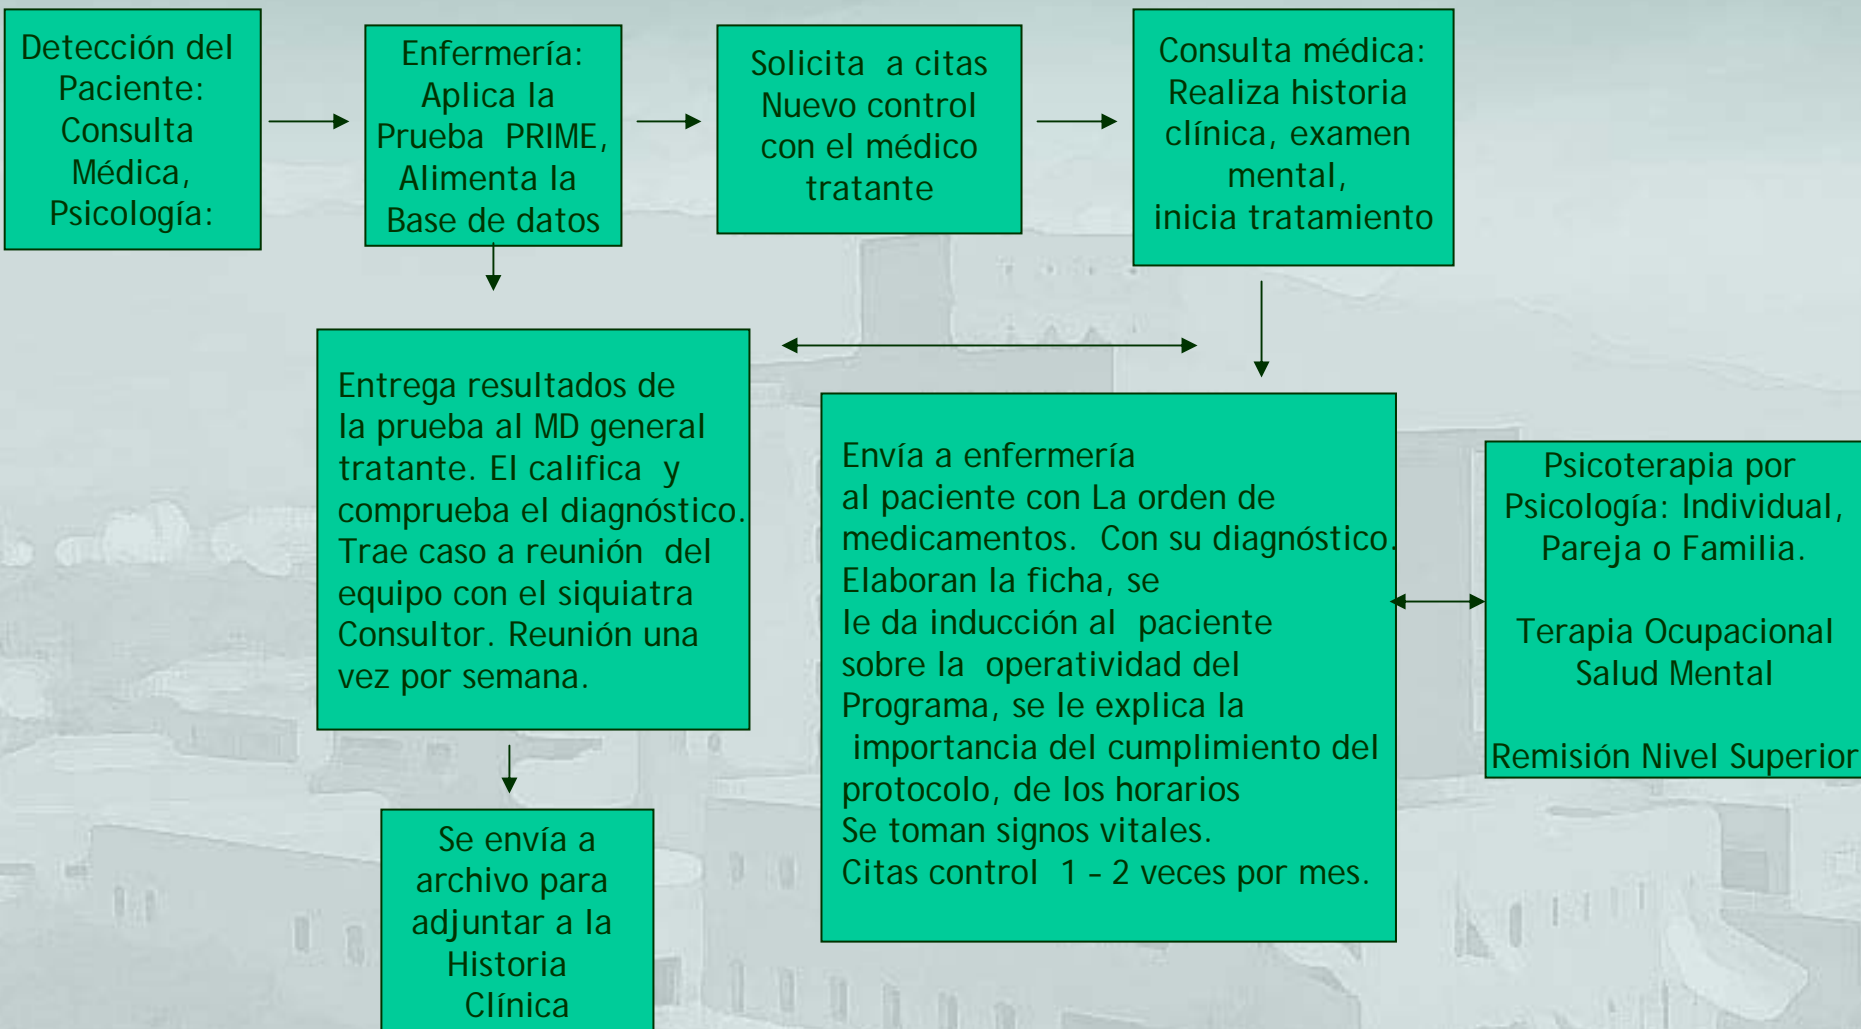 Detección del
Paciente:
Consulta
Médica,
Psicología:
Enfermería:
Aplica la
Prueba PRIME,
Alimenta la
Base de datos
Solicita a citas
Nuevo control
con el médico
tratante
Consulta médica:
Realiza historia
clínica, examen
mental,
inicia tratamiento
Entrega resultados de
la prueba al MD general
tratante. El califica y
comprueba el diagnóstico.
Trae caso a reunión del
equipo con el siquiatra
Consultor. Reunión una
vez por semana.
Envía a enfermería
al paciente con La orden de
medicamentos. Con su diagnóstico.
Elaboran la ficha, se
le da inducción al paciente
sobre la operatividad del
Programa, se le explica la
importancia del cumplimiento del
protocolo, de los horarios
Se toman signos vitales.
Citas control 1 - 2 veces por mes.
Psicoterapia por
Psicología: Individual,
Pareja o Familia.
Terapia Ocupacional
Salud Mental
Remisión Nivel Superior
Se envía a
archivo para
adjuntar a la
Historia
Clínica